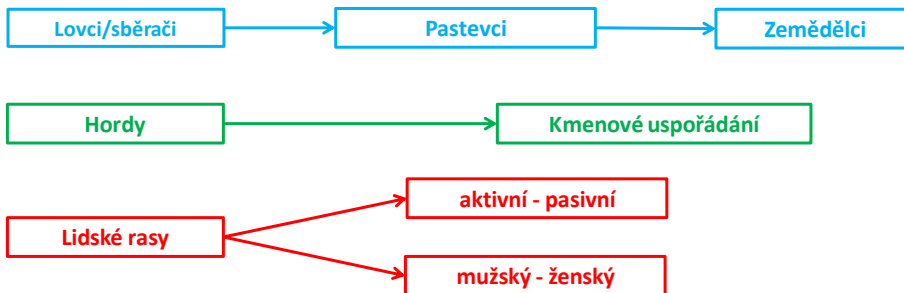 Lovci/sběrači
Pastevci
Zemědělci
Hordy
Kmenové uspořádání
Lidské rasy
aktivní - pasivní
mužský - ženský